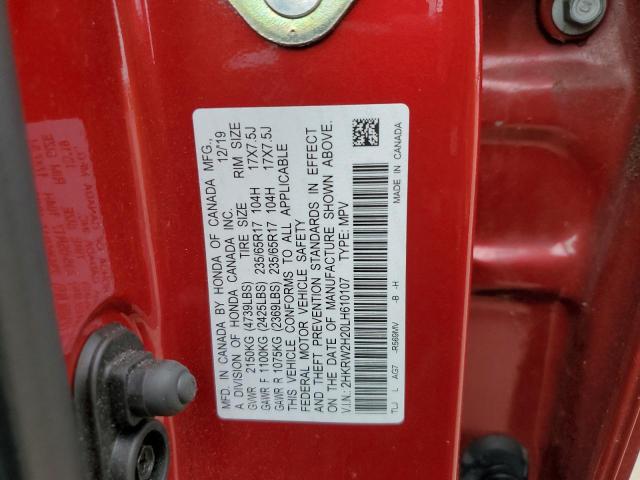 MFD. IN CANADA BY HONDA OF CANADA MFG.,
A DIVISION OF HONDA CANADA INC. 12/19
TIRE SIZE RIM SIZE
GVWR 2150KG (4739LBS)
GAWR F 1100KG (2425LBS) 235/65R17 104H 17X7.5J
GAWR R 1075KG (2369LBS) 235/65R17 104H 17X7.5J
THIS VEHICLE CONFORMS TO ALL APPLICABLE
FEDERAL MOTOR VEHICLE SAFETY
AND THEFT PREVENTION STANDARDS IN EFFECT
ON THE DATE OF MANUFACTURE SHOWN ABOVE.
V.I.N.: 2HKRW2H20LH610107 TYPE: MPV
TLJ L AG7 -R569MV -B -H MADE IN CANADA